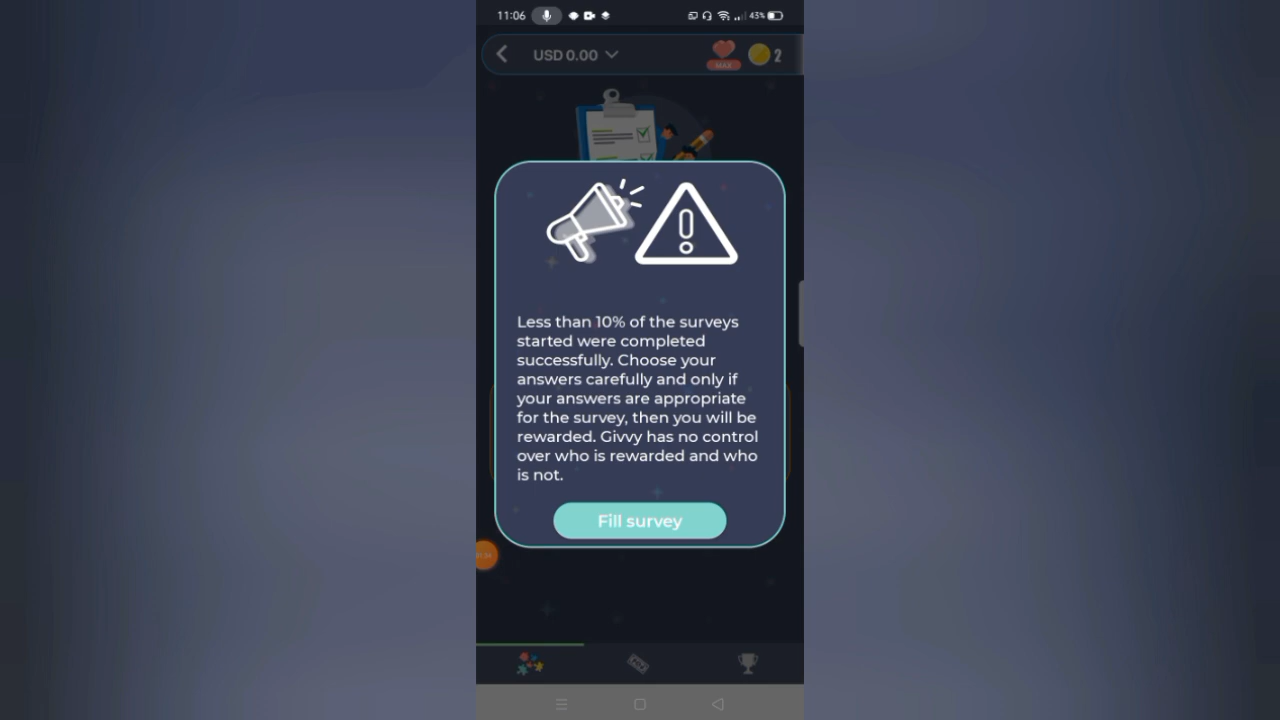 11:06
43%
USD 0.00
MAX
2
Less than 10% of the surveys
started were completed
successfully. Choose your
answers carefully and only if
your answers are appropriate
for the survey, then you will be
rewarded. Givvy has no control
over who is rewarded and who
is not.
Fill survey